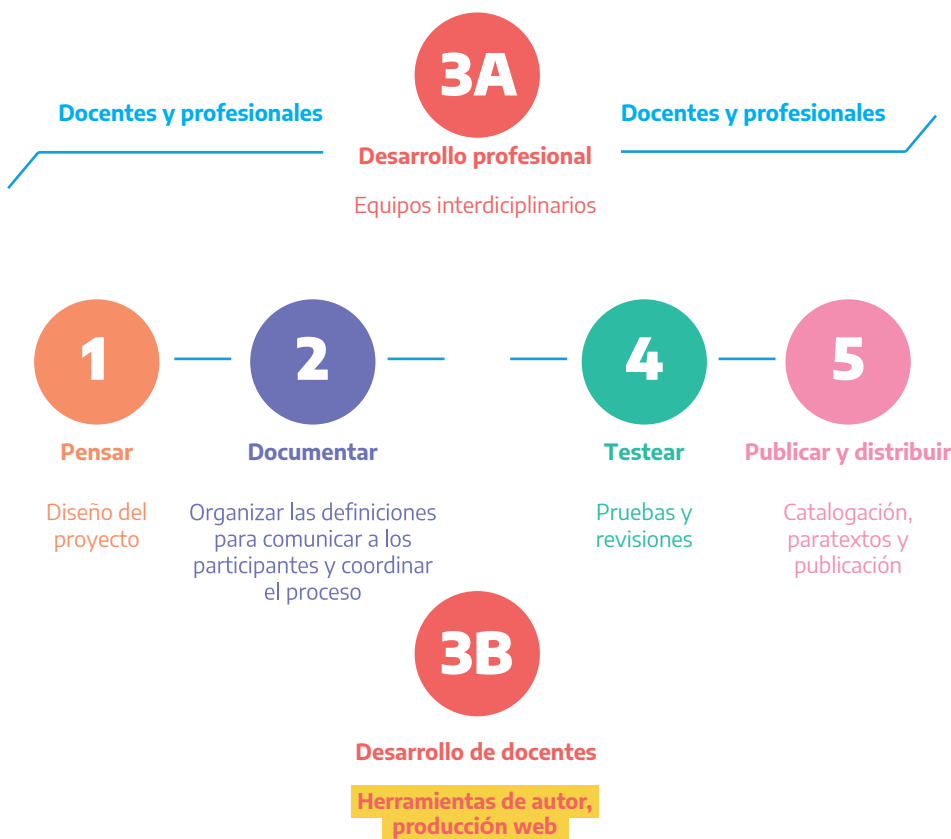 3A
Docentes y profesionales
Docentes y profesionales
Desarrollo profesional
Equipos interdiciplinarios
1
2
4
5
Pensar
Documentar
Testear
Publicar y distribuir
Diseño del
proyecto
Organizar las definiciones
para comunicar a los
participantes y coordinar
el proceso
Pruebas y
revisiones
Catalogación,
paratextos y
publicación
3B
Desarrollo de docentes
Herramientas de autor,
producción web